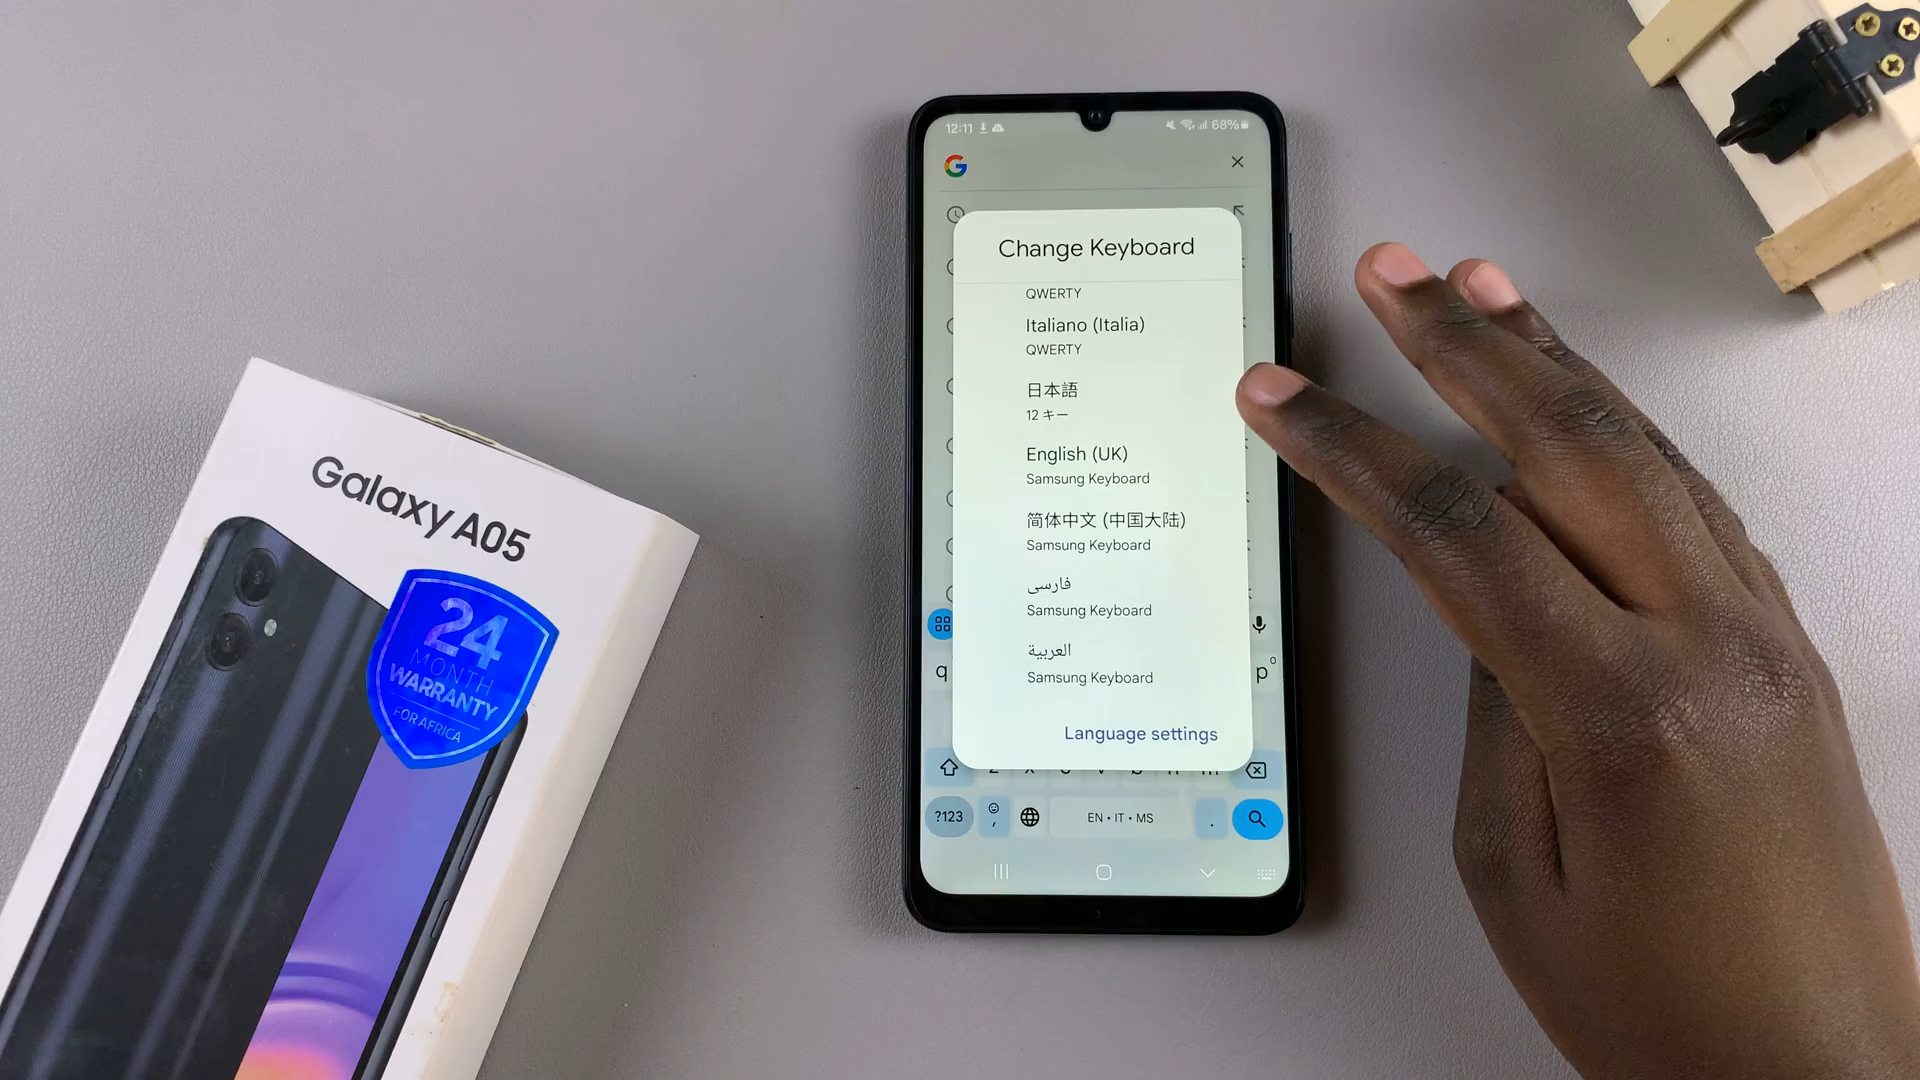 Galaxy A05
24
MONTH
WARRANTY
FOR AFRICA
12:11
68%
Change Keyboard
QWERTY
Italiano (Italia)
QWERTY
日本語
12 キー
English (UK)
Samsung Keyboard
简体中文 (中国大陆)
Samsung Keyboard
فارسی
Samsung Keyboard
العربية
Samsung Keyboard
Language settings
q p 0
?123 , EN • IT • MS .